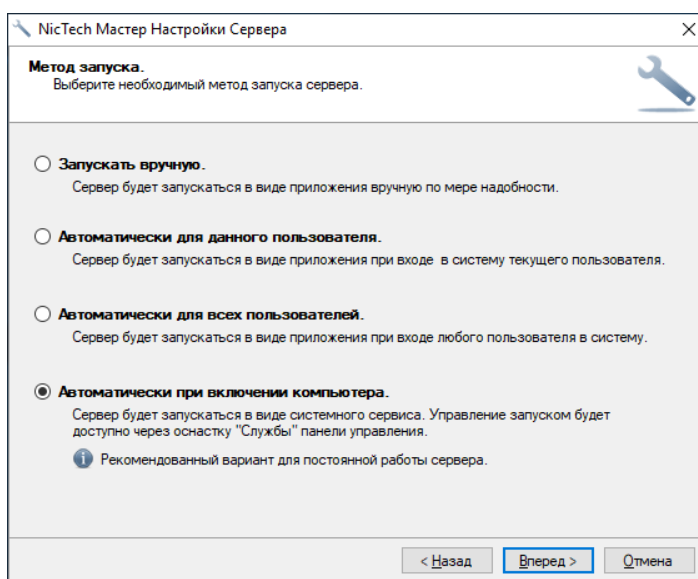 NicTech Мастер Настройки Сервера
Метод запуска.
Выберите необходимый метод запуска сервера.
Запускать вручную.
Сервер будет запускаться в виде приложения вручную по мере надобности.
Автоматически для данного пользователя.
Сервер будет запускаться в виде приложения при входе в систему текущего пользователя.
Автоматически для всех пользователей.
Сервер будет запускаться в виде приложения при входе любого пользователя в систему.
Автоматически при включении компьютера.
Сервер будет запускаться в виде системного сервиса. Управление запуском будет
доступно через оснастку "Службы" панели управления.
Рекомендованный вариант для постоянной работы сервера.
< Назад Вперед > Отмена